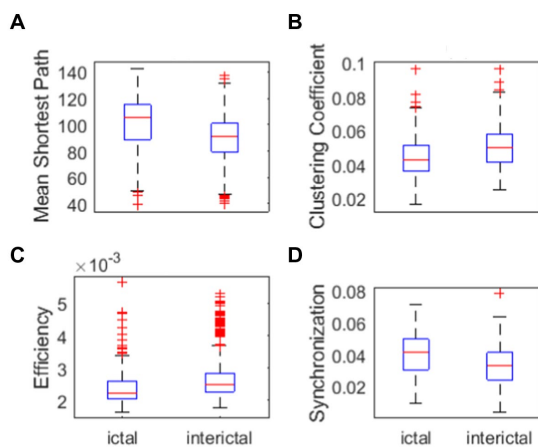 A
Mean Shortest Path
140
120
100
80
60
40
B
Clustering Coefficient
0.1
0.08
0.06
0.04
0.02
C
×10⁻³
Efficiency
5
4
3
2
ictal interictal
D
Synchronization
0.08
0.06
0.04
0.02
ictal interictal